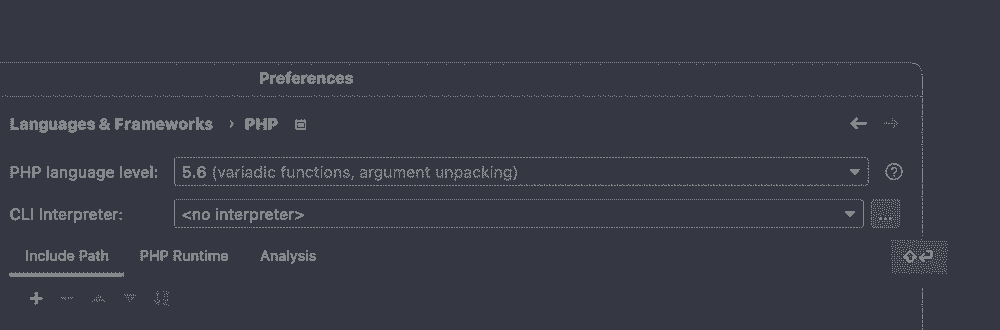 Preferences
Languages & Frameworks › PHP
PHP language level: 5.6 (variadic functions, argument unpacking)
CLI Interpreter: <no interpreter>
...
Include Path PHP Runtime Analysis